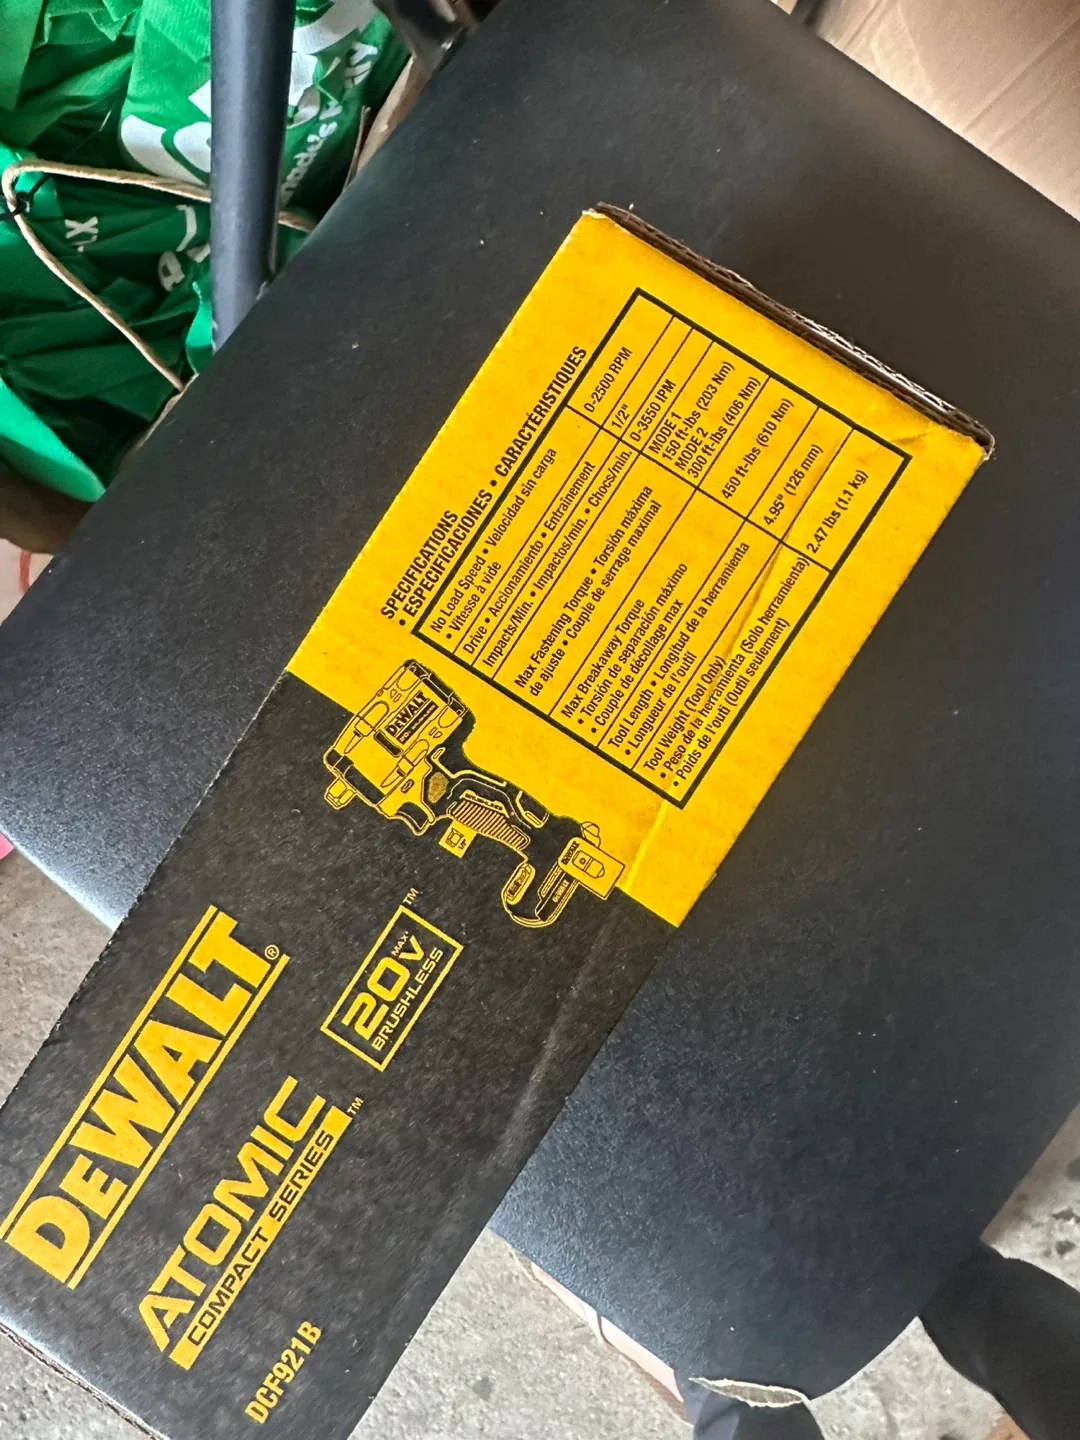 SPECIFICATIONS
• ESPECIFICACIONES • CARACTÉRISTIQUES
No Load Speed • Velocidad sin carga
• Vitesse à vide
0-2500 RPM
Drive • Accionamiento • Entraînement
1/2"
Impacts/Min. • Impactos/min. • Chocs/min.
0-3550 IPM
Max Fastening Torque • Torsión máxima
de ajuste • Couple de serrage maximal
MODE 1
150 ft-lbs (203 Nm)
MODE 2
300 ft-lbs (406 Nm)
Max Breakaway Torque
• Torsión de separación máximo
• Couple de décollage max
450 ft-lbs (610 Nm)
Tool Length • Longitud de la herramienta
• Longueur de l'outil
4.95" (126 mm)
Tool Weight (Tool Only)
• Peso de la herramienta (Solo herramienta)
• Poids de l'outi (Outil seulement)
2.47 lbs (1.1 kg)
DEWALT
1/2"
DEWALT®
20V MAX* ™
BRUSHLESS
ATOMIC
COMPACT SERIES™
DCF921B